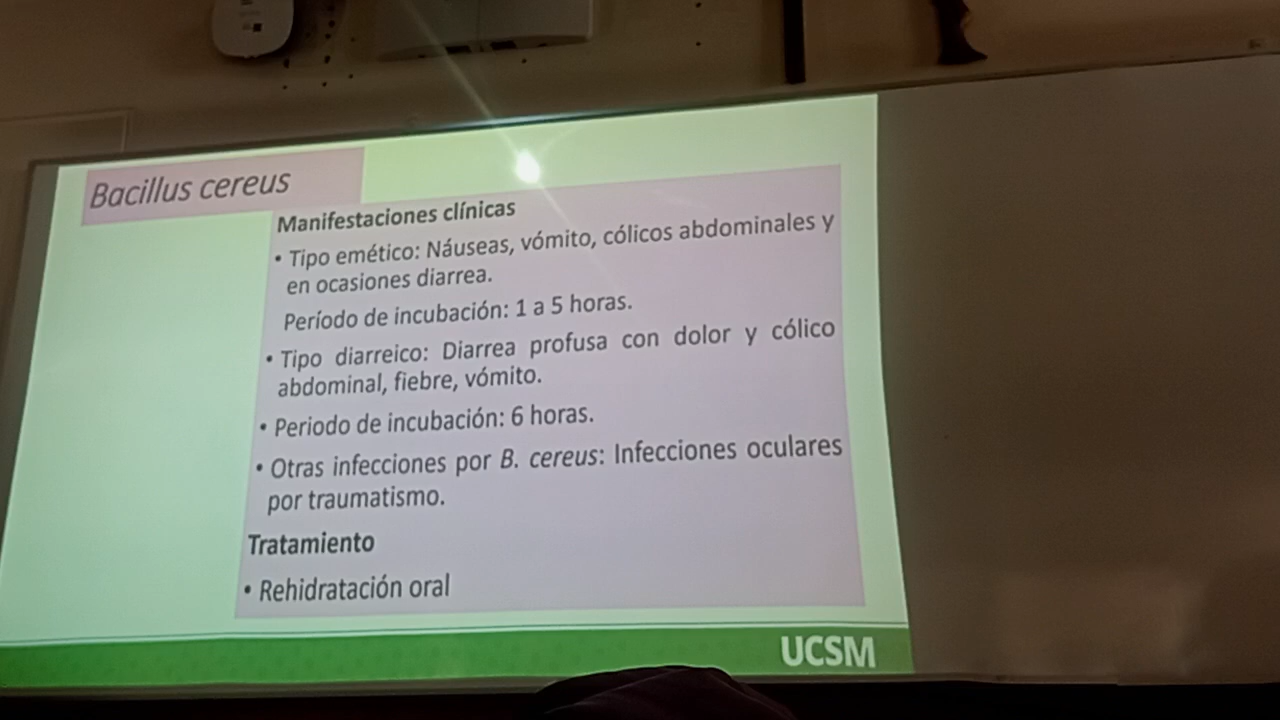 Bacillus cereus
Manifestaciones clínicas
• Tipo emético: Náuseas, vómito, cólicos abdominales y
en ocasiones diarrea.
Período de incubación: 1 a 5 horas.
• Tipo diarreico: Diarrea profusa con dolor y cólico
abdominal, fiebre, vómito.
• Periodo de incubación: 6 horas.
• Otras infecciones por B. cereus: Infecciones oculares
por traumatismo.
Tratamiento
• Rehidratación oral
UCSM